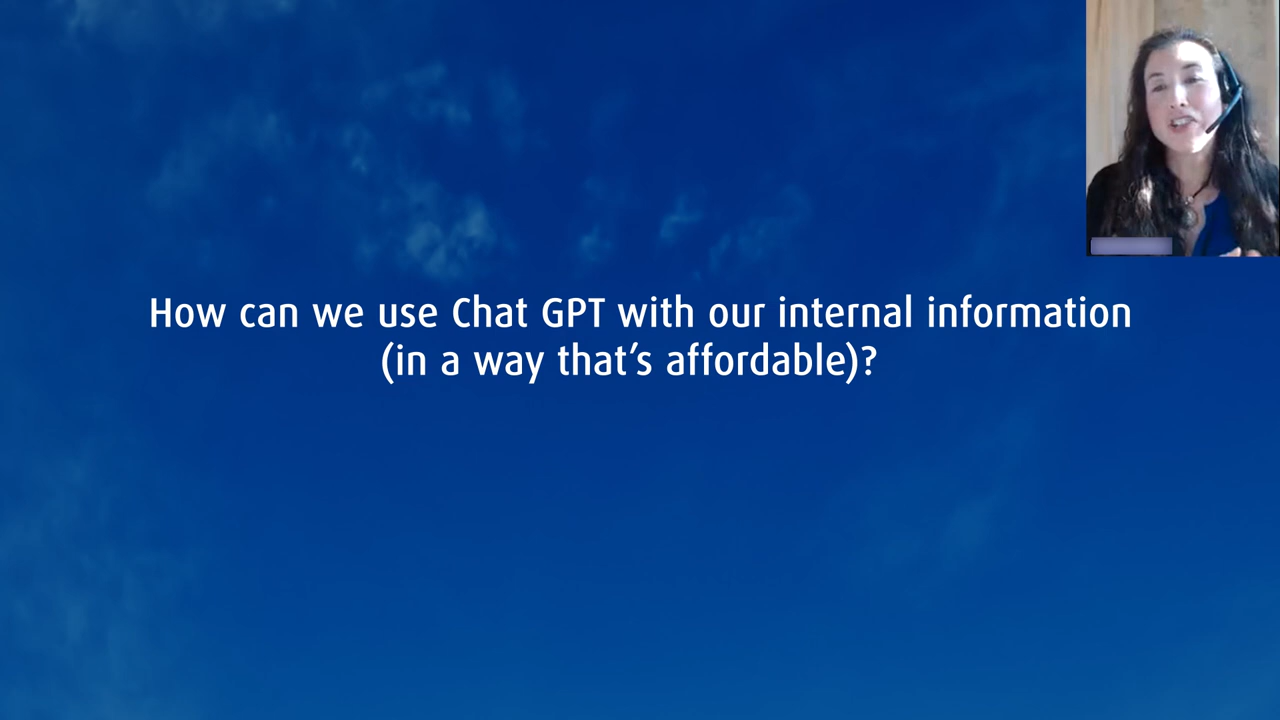 How can we use Chat GPT with our internal information
(in a way that's affordable)?